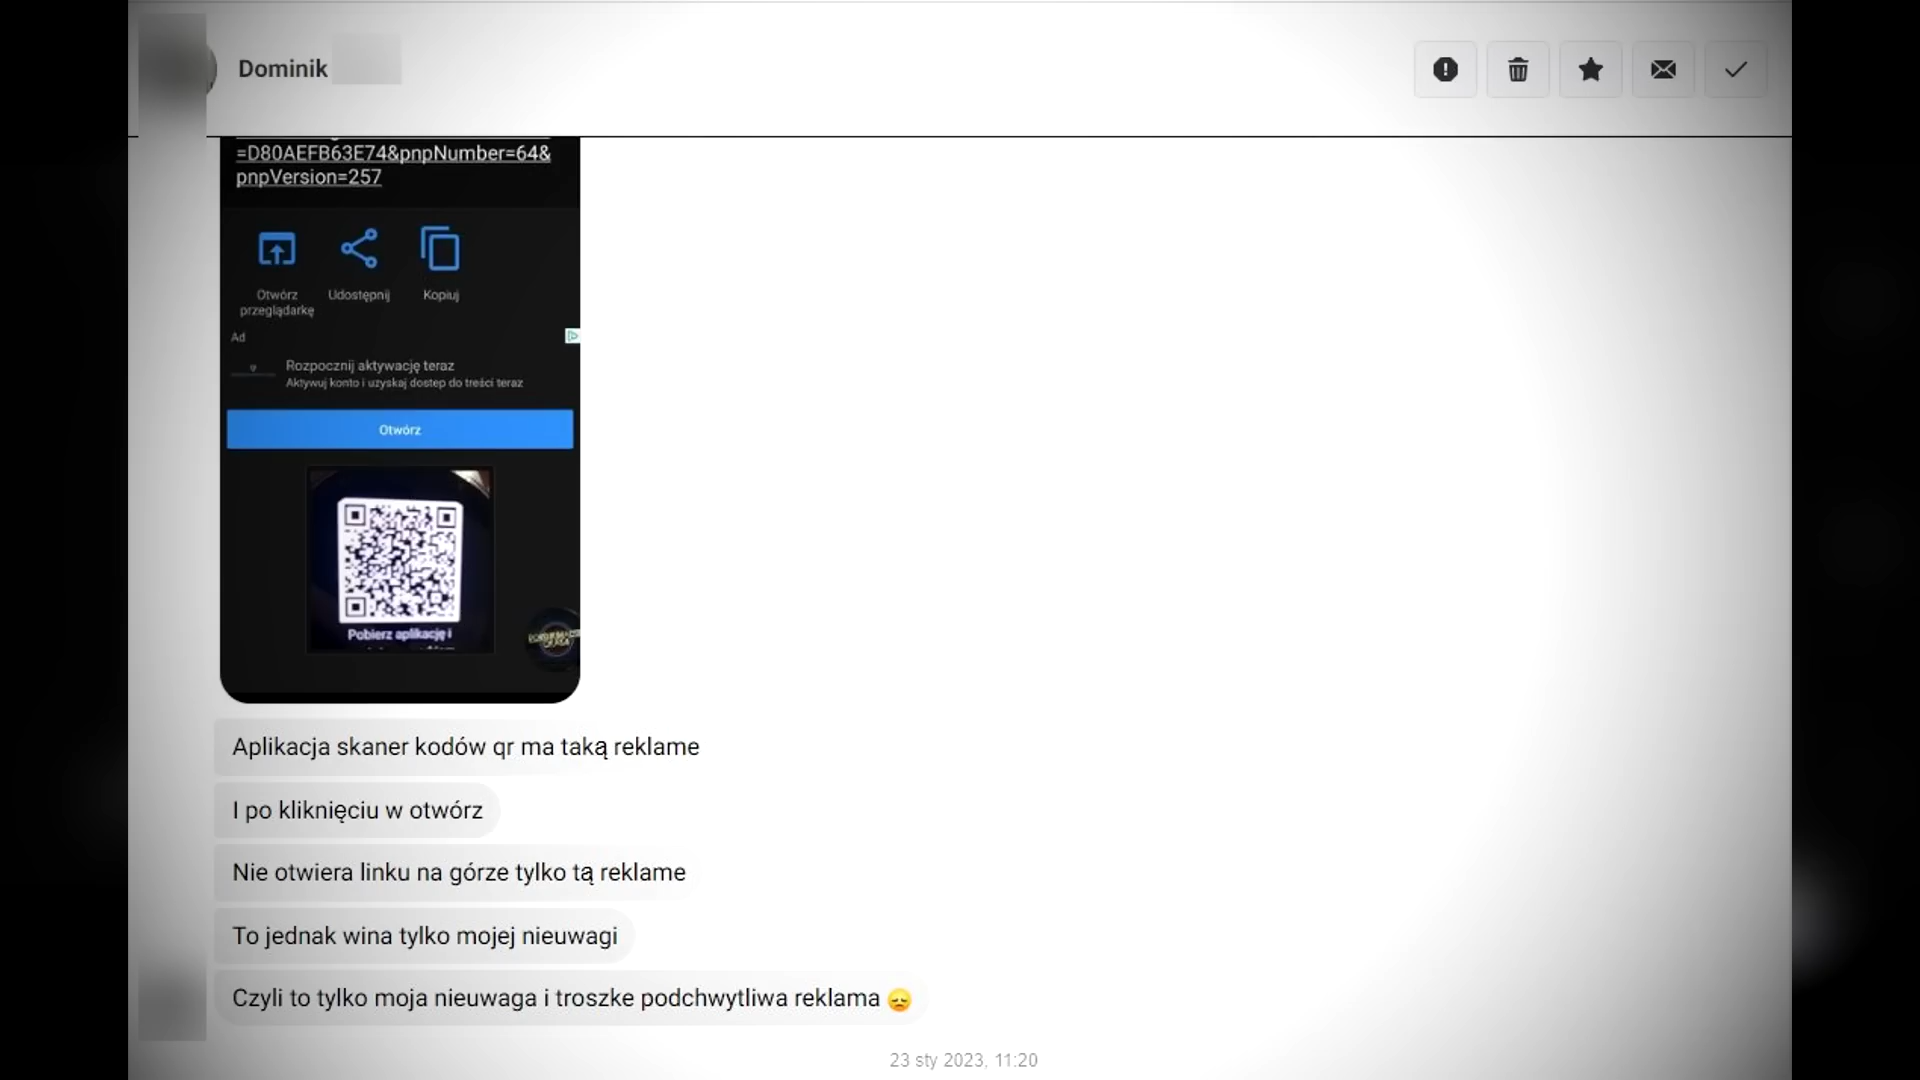 Dominik
=D80AEFB63E74&pnpNumber=64&
pnpVersion=257
Otwórz
przeglądarkę
Udostępnij
Kopiuj
Ad
Rozpocznij aktywację teraz
Aktywuj konto i uzyskaj dostep do treści teraz
Otwórz
Pobierz aplikację i
Aplikacja skaner kodów qr ma taką reklame
I po kliknięciu w otwórz
Nie otwiera linku na górze tylko tą reklame
To jednak wina tylko mojej nieuwagi
Czyli to tylko moja nieuwaga i troszke podchwytliwa reklama 😞
23 sty 2023, 11:20